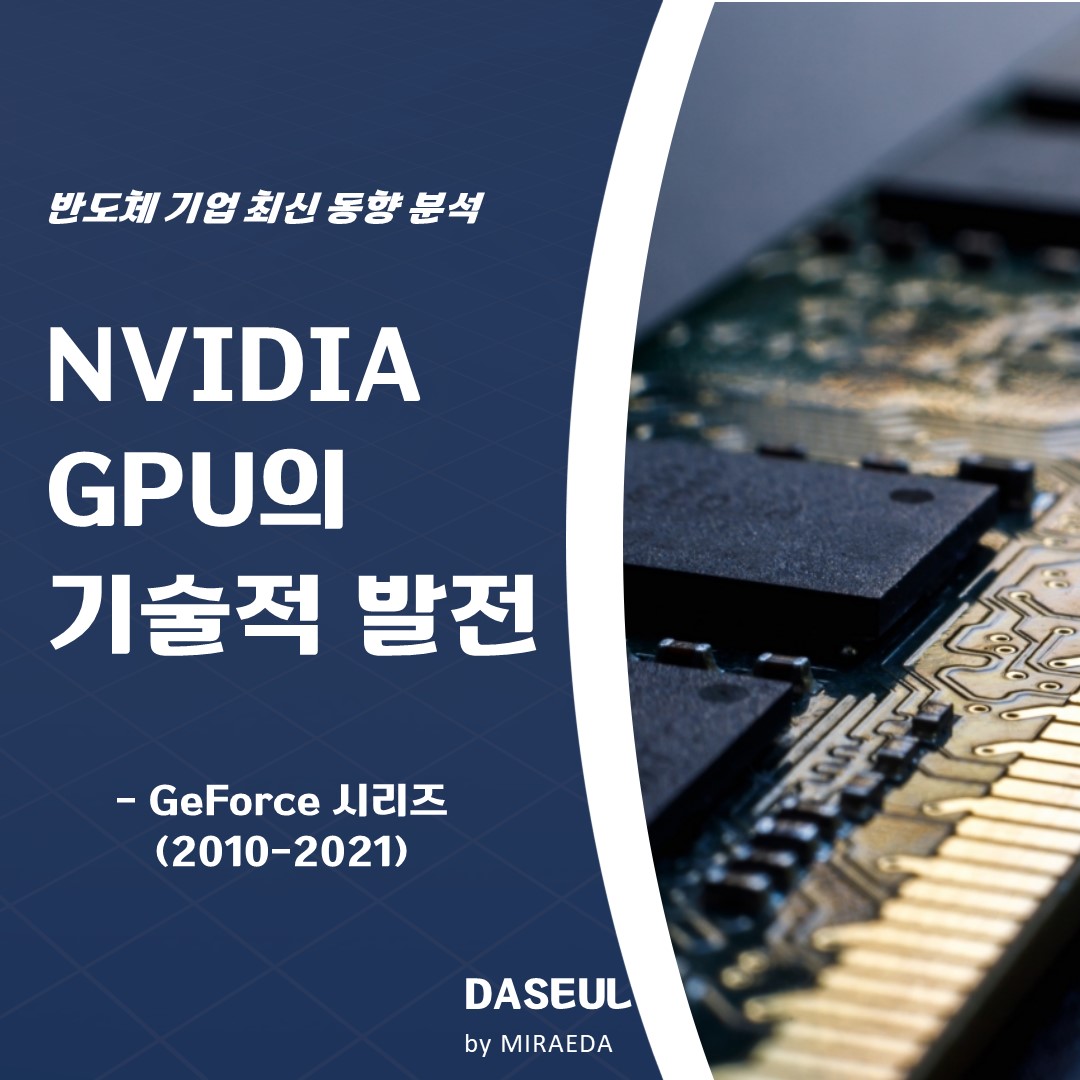 반도체 기업 최신 동향 분석
NVIDIA
GPU의
기술적 발전
- GeForce 시리즈
(2010-2021)
DASEUL
by MIRAEDA